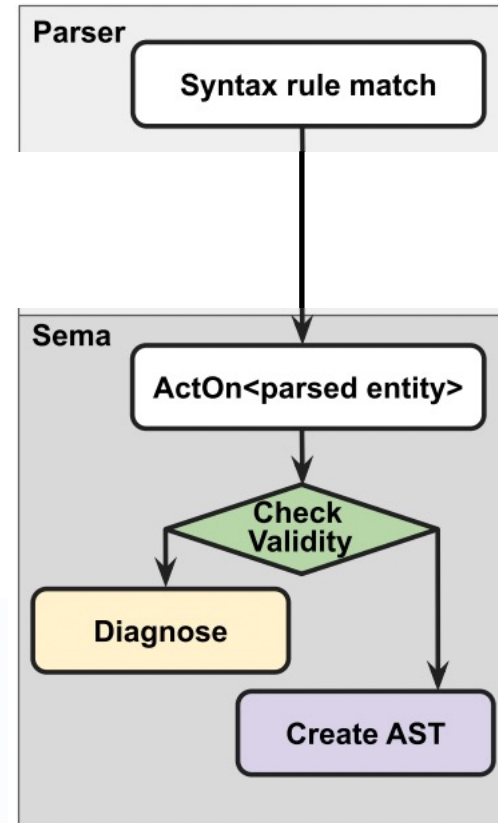 Parser
Syntax rule match
Sema
ActOn<parsed entity>
Check
Validity
Diagnose
Create AST